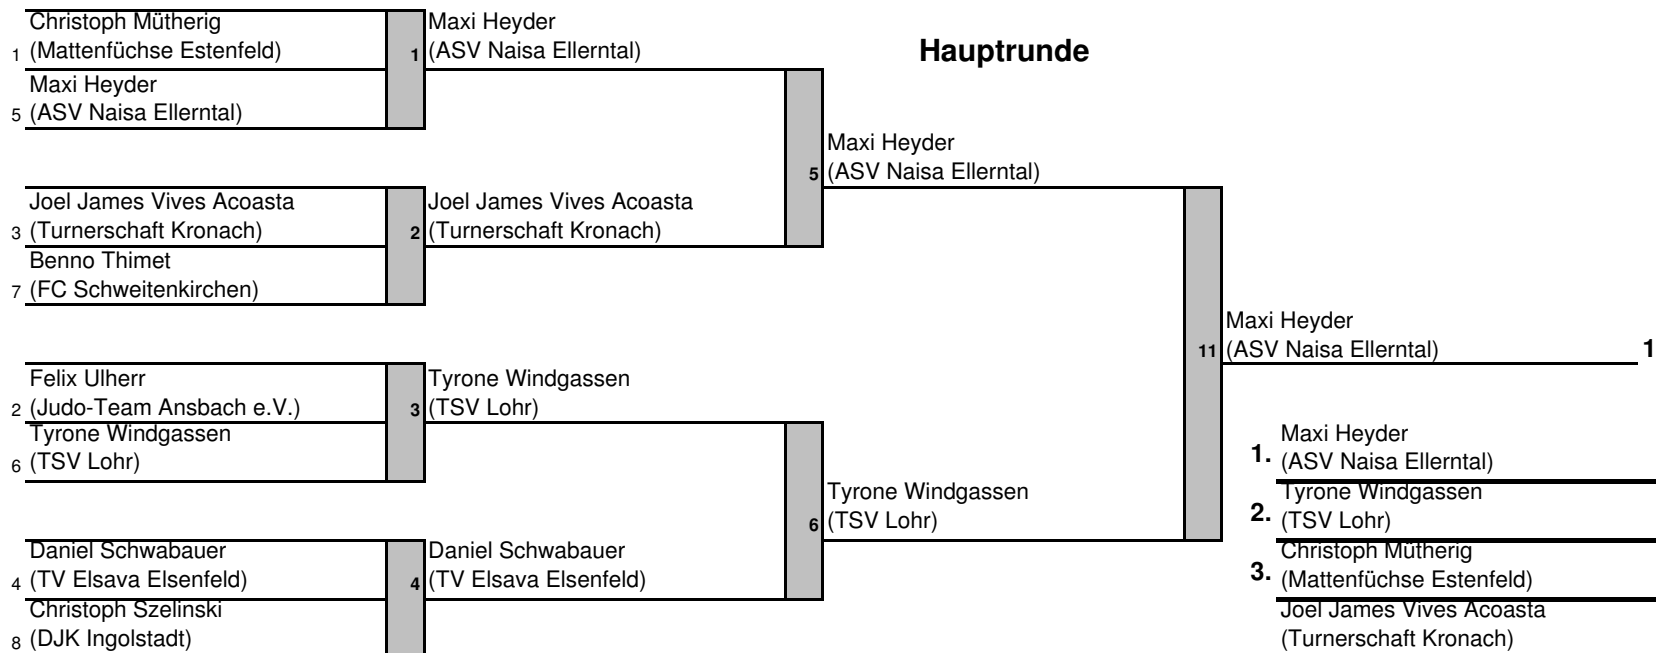 Hauptrunde
Christoph Mütherig
1 (Mattenfüchse Estenfeld)
Maxi Heyder
5 (ASV Naisa Ellerntal)
Joel James Vives Acoasta
3 (Turnerschaft Kronach)
Benno Thimet
7 (FC Schweitenkirchen)
Felix Ulherr
2 (Judo-Team Ansbach e.V.)
Tyrone Windgassen
6 (TSV Lohr)
Daniel Schwabauer
4 (TV Elsava Elsenfeld)
Christoph Szelinski
8 (DJK Ingolstadt)
Maxi Heyder
1 (ASV Naisa Ellerntal)
Joel James Vives Acoasta
2 (Turnerschaft Kronach)
Tyrone Windgassen
3 (TSV Lohr)
Daniel Schwabauer
4 (TV Elsava Elsenfeld)
Maxi Heyder
5 (ASV Naisa Ellerntal)
Tyrone Windgassen
6 (TSV Lohr)
Maxi Heyder
11 (ASV Naisa Ellerntal) 1
Maxi Heyder
1. (ASV Naisa Ellerntal)
Tyrone Windgassen
2. (TSV Lohr)
Christoph Mütherig
3. (Mattenfüchse Estenfeld)
Joel James Vives Acoasta
(Turnerschaft Kronach)